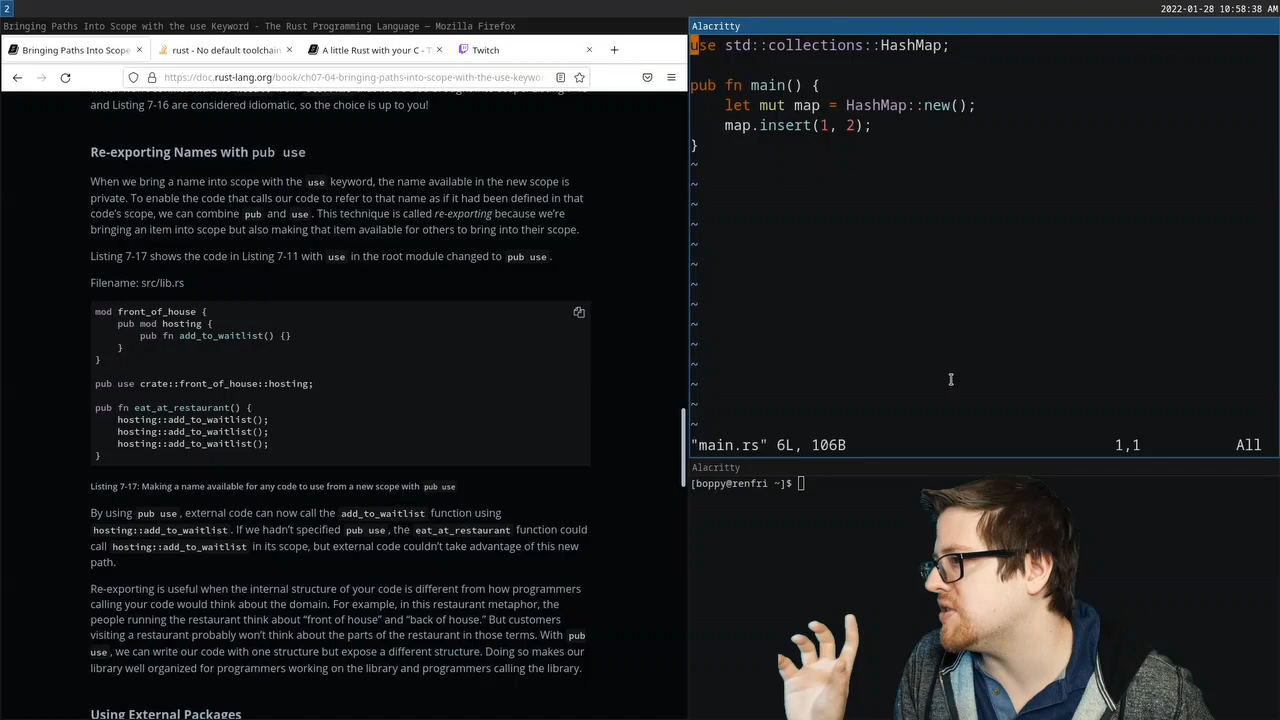 2
2022-01-28 10:58:38 AM
Bringing Paths Into Scope with the use Keyword - The Rust Programming Language — Mozilla Firefox
Bringing Paths Into Scope
rust - No default toolchain
A little Rust with your C - T
Twitch
https://doc.rust-lang.org/book/ch07-04-bringing-paths-into-scope-with-the-use-keywo
and Listing 7-16 are considered idiomatic, so the choice is up to you!
Re-exporting Names with pub use
When we bring a name into scope with the use keyword, the name available in the new scope is
private. To enable the code that calls our code to refer to that name as if it had been defined in that
code’s scope, we can combine pub and use. This technique is called re-exporting because we’re
bringing an item into scope but also making that item available for others to bring into their scope.
Listing 7-17 shows the code in Listing 7-11 with use in the root module changed to pub use.
Filename: src/lib.rs
mod front_of_house {
    pub mod hosting {
        pub fn add_to_waitlist() {}
    }
}
pub use crate::front_of_house::hosting;
pub fn eat_at_restaurant() {
    hosting::add_to_waitlist();
    hosting::add_to_waitlist();
    hosting::add_to_waitlist();
}
Listing 7-17: Making a name available for any code to use from a new scope with pub use
By using pub use, external code can now call the add_to_waitlist function using
hosting::add_to_waitlist. If we hadn’t specified pub use, the eat_at_restaurant function could
call hosting::add_to_waitlist in its scope, but external code couldn’t take advantage of this new
path.
Re-exporting is useful when the internal structure of your code is different from how programmers
calling your code would think about the domain. For example, in this restaurant metaphor, the
people running the restaurant think about “front of house” and “back of house.” But customers
visiting a restaurant probably won’t think about the parts of the restaurant in those terms. With pub
use, we can write our code with one structure but expose a different structure. Doing so makes our
library well organized for programmers working on the library and programmers calling the library.
Using External Packages
Alacritty
use std::collections::HashMap;
pub fn main() {
    let mut map = HashMap::new();
    map.insert(1, 2);
}
~
~
~
~
~
~
~
~
~
~
~
~
~
~
"main.rs" 6L, 106B 1,1 All
Alacritty
[boppy@renfri ~]$